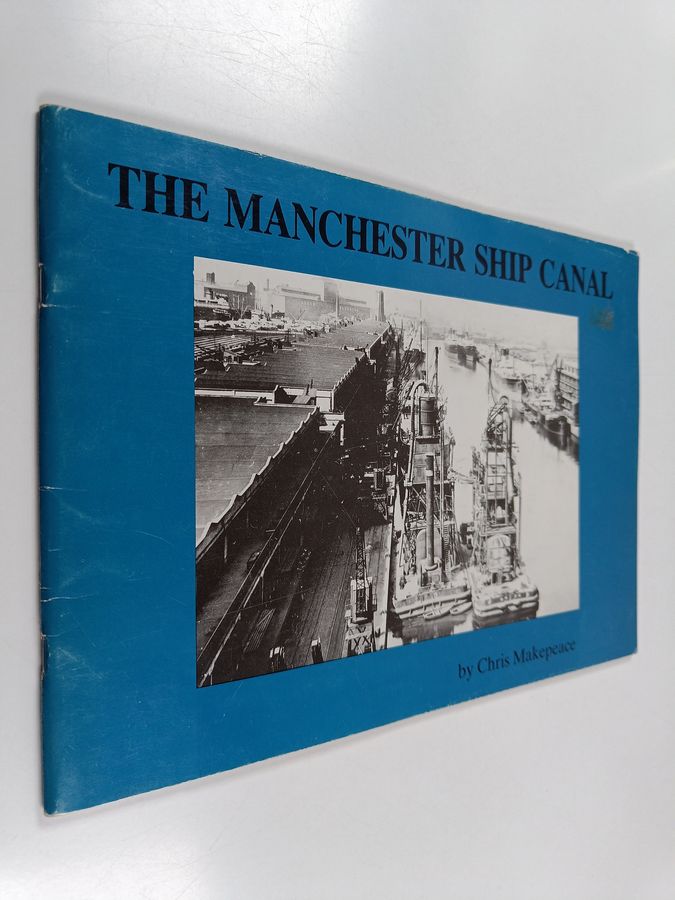 THE MANCHESTER SHIP CANAL
by Chris Makepeace